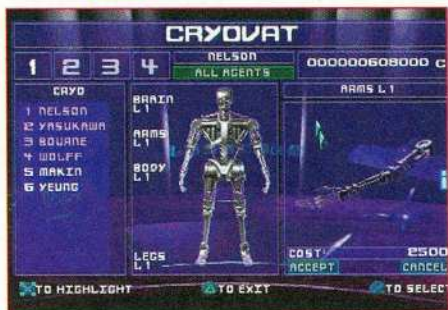 CRYOVAT
1 2 3 4
NELSON
ALL AGENTS
000000608000 C
CRYO
1 NELSON
2 YASUKAWA
3 BOURNE
4 WOLFF
5 MAKIN
6 YEUNG
BRAIN
L1
ARMS
L1
BODY
L1
LEGS
L1
ARMS L1
COST
2500
ACCEPT
CANCEL
TO HIGHLIGHT
TO EXIT
TO SELECT